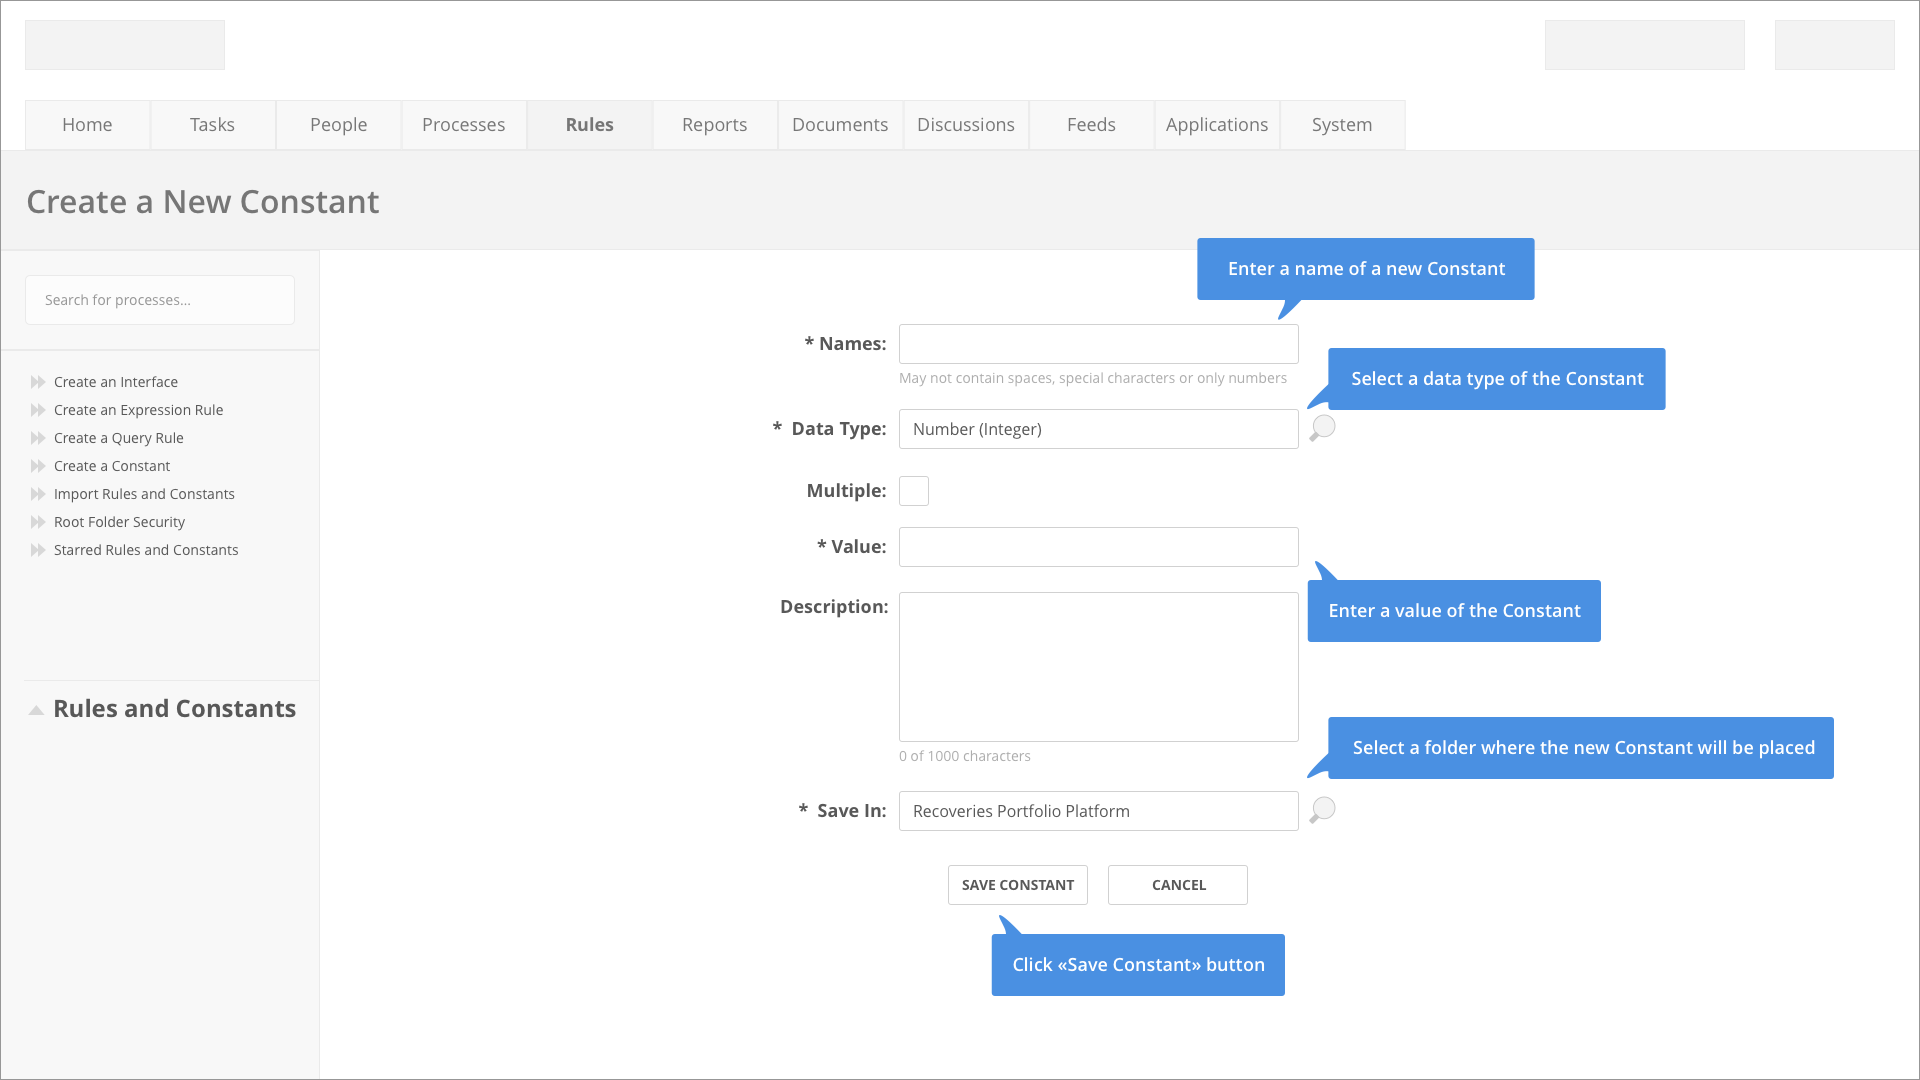 Home
Tasks
People
Processes
Rules
Reports
Documents
Discussions
Feeds
Applications
System
Create a New Constant
Search for processes...
Create an Interface
Create an Expression Rule
Create a Query Rule
Create a Constant
Import Rules and Constants
Root Folder Security
Starred Rules and Constants
Rules and Constants
Enter a name of a new Constant
* Names:
May not contain spaces, special characters or only numbers
Select a data type of the Constant
* Data Type:
Number (Integer)
Multiple:
* Value:
Enter a value of the Constant
Description:
0 of 1000 characters
Select a folder where the new Constant will be placed
* Save In:
Recoveries Portfolio Platform
SAVE CONSTANT
CANCEL
Click «Save Constant» button